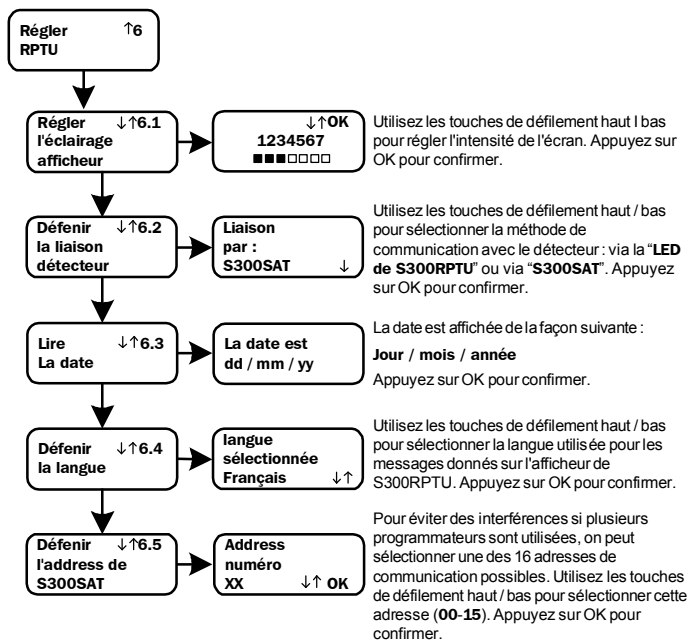 Régler ↑6
RPTU
Régler ↓↑6.1
l'éclairage
afficheur
↓↑OK
1234567
■■■□□□□
Utilisez les touches de défilement haut I bas
pour régler l'intensité de l'écran. Appuyez sur
OK pour confirmer.
Défenir ↓↑6.2
la liaison
détecteur
Liaison
par :
S300SAT ↓
Utilisez les touches de défilement haut / bas
pour sélectionner la méthode de
communication avec le détecteur : via la “LED
de S300RPTU” ou via “S300SAT”. Appuyez
sur OK pour confirmer.
Lire ↓↑6.3
La date
La date est
dd / mm / yy
La date est affichée de la façon suivante :
Jour / mois / année
Appuyez sur OK pour confirmer.
Défenir ↓↑6.4
la langue
langue
sélectionnée
Français ↓↑
Utilisez les touches de défilement haut / bas
pour sélectionner la langue utilisée pour les
messages donnés sur l'afficheur de
S300RPTU. Appuyez sur OK pour confirmer.
Défenir ↓↑6.5
l'address de
S300SAT
Address
numéro
XX ↓↑ OK
Pour éviter des interférences si plusieurs
programmateurs sont utilisées, on peut
sélectionner une des 16 adresses de
communication possibles. Utilisez les touches
de défilement haut / bas pour sélectionner cette
adresse (00-15). Appuyez sur OK pour
confirmer.